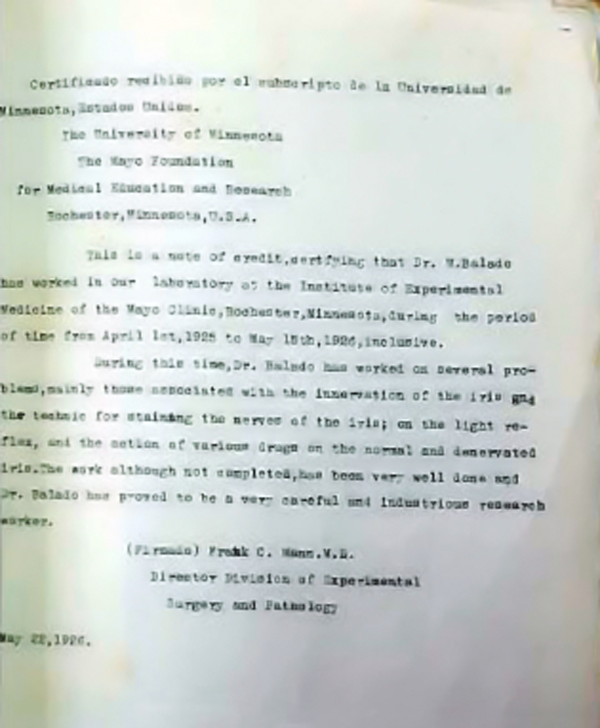 Certificado recibido por el subscripto de la Universidad de
Minnesota,Estados Unidos.
The University of Minnesota
The Mayo Foundation
for Medical Education and Research
Rochester,Minnesota,U.S.A.
This is a note of credit,certfying that Dr. M.Balado
has worked in our laboratory at the Institute of Experimental
Medicine of the Mayo Clinic,Rochester,Minnesota,during the period
of time from April 1st,1925 to May 15th,1926,inclusive.
During this time,Dr. Balado has worked on several pro-
blems,mainly those associated with the innervation of the iris and
the technic for staining the nerves of the iris; on the light re-
flex, and the action of various drugs on the normal and denervated
iris.The work although not completed,has been very well done and
Dr. Balado has proved to be a very careful and industrious research
worker.
(Firmado) Frank C. Mann.M.D.
Director Division of Experimental
Surgery and Pathology
May 22,1926.